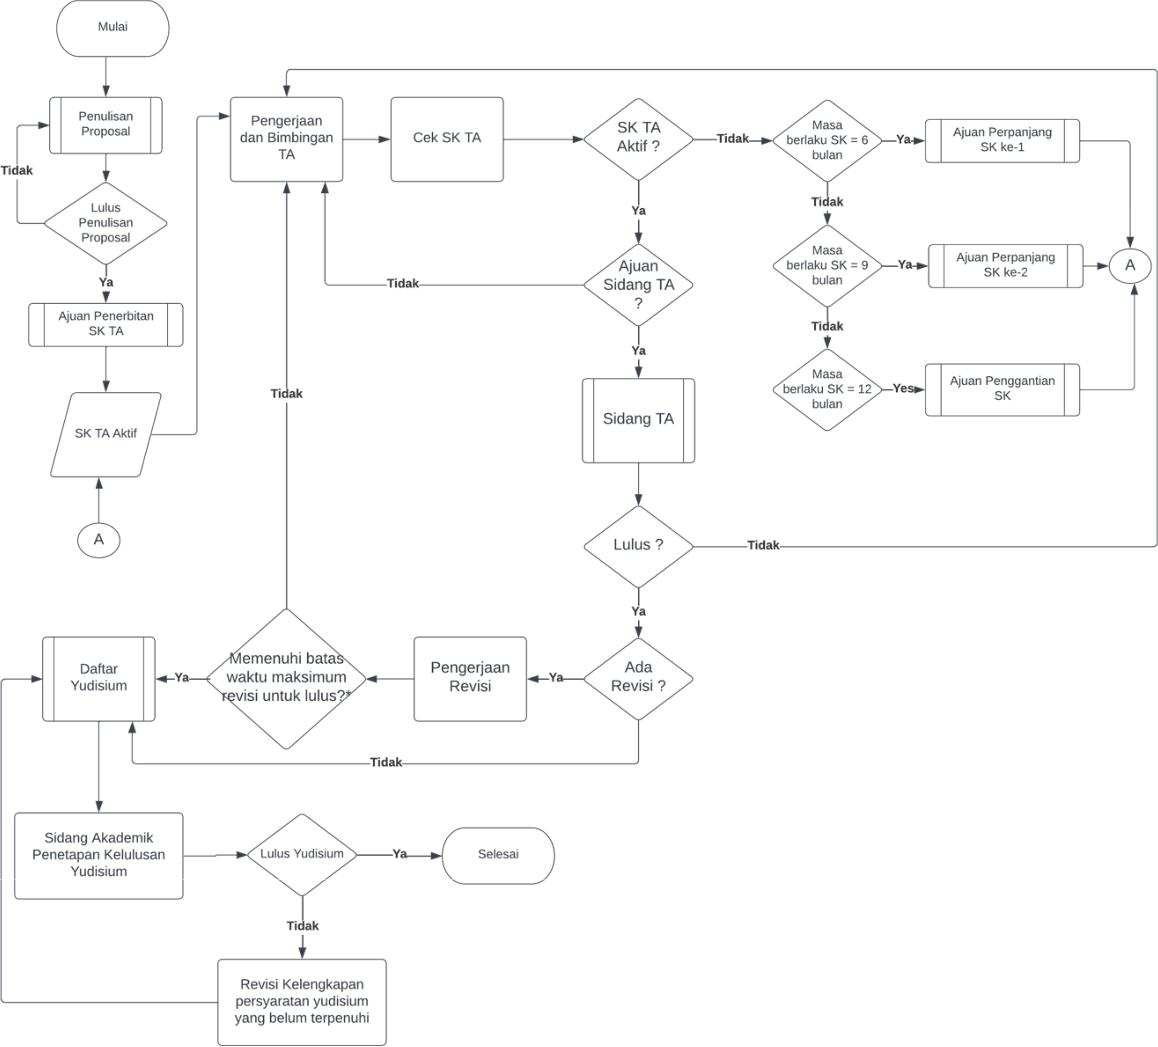 Mulai
Penulisan
Proposal
Tidak
Lulus
Penulisan
Proposal
Ya
Ajuan Penerbitan
SK TA
SK TA Aktif
A
Pengerjaan
dan Bimbingan
TA
Cek SK TA
SK TA
Aktif ?
Tidak
Masa
berlaku SK = 6
bulan
Ya
Ajuan Perpanjang
SK ke-1
Tidak
Masa
berlaku SK = 9
bulan
Ya
Ajuan Perpanjang
SK ke-2
A
Tidak
Masa
berlaku SK = 12
bulan
Yes
Ajuan Penggantian
SK
Ya
Ajuan
Sidang TA
?
Tidak
Ya
Sidang TA
Lulus ?
Tidak
Ya
Ada
Revisi ?
Ya
Pengerjaan
Revisi
Memenuhi batas
waktu maksimum
revisi untuk lulus?*
Tidak
Ya
Daftar
Yudisium
Tidak
Sidang Akademik
Penetapan Kelulusan
Yudisium
Lulus Yudisium
Ya
Selesai
Tidak
Revisi Kelengkapan
persyaratan yudisium
yang belum terpenuhi